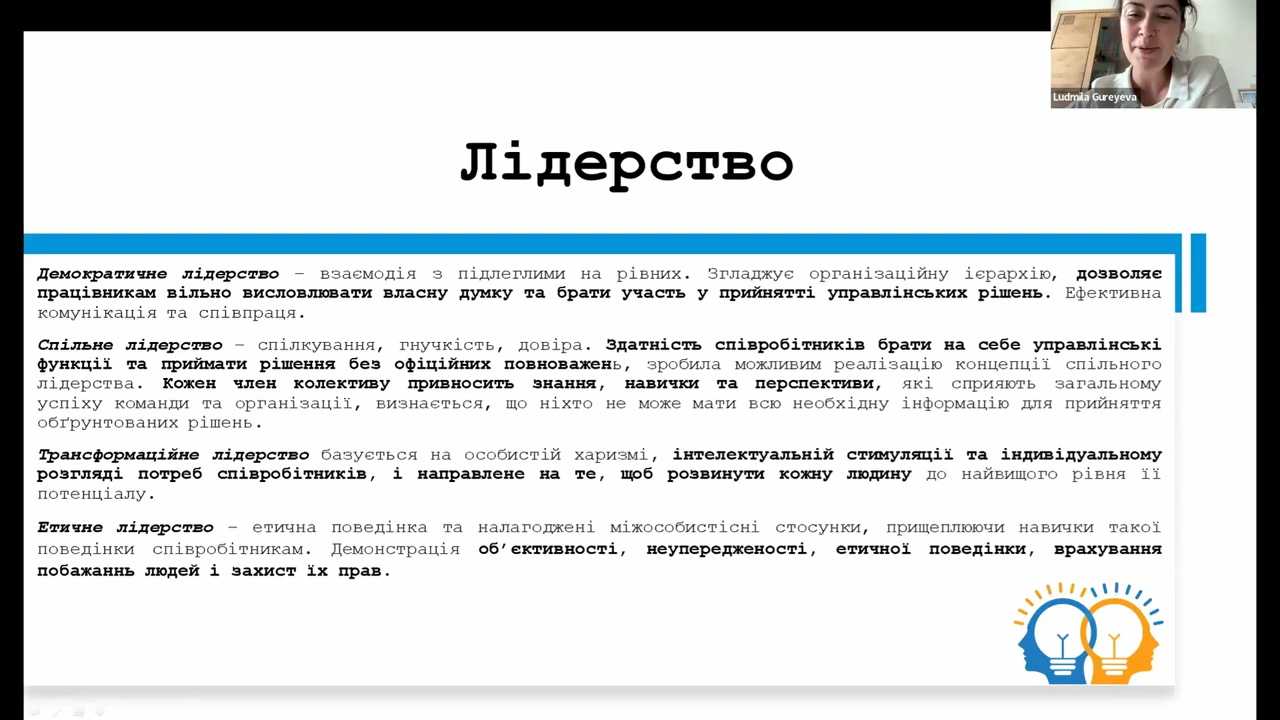 Ludmila Gureyeva
Лідерство
Демократичне лідерство – взаємодія з підлеглими на рівних. Згладжує організаційну ієрархію, дозволяє
працівникам вільно висловлювати власну думку та брати участь у прийнятті управлінських рішень. Ефективна
комунікація та співпраця.
Спільне лідерство – спілкування, гнучкість, довіра. Здатність співробітників брати на себе управлінські
функції та приймати рішення без офіційних повноважень, зробила можливим реалізацію концепції спільного
лідерства. Кожен член колективу привносить знання, навички та перспективи, які сприяють загальному
успіху команди та організації, визнається, що ніхто не може мати всю необхідну інформацію для прийняття
обґрунтованих рішень.
Трансформаційне лідерство базується на особистій харизмі, інтелектуальній стимуляції та індивідуальному
розгляді потреб співробітників, і направлене на те, щоб розвинути кожну людину до найвищого рівня її
потенціалу.
Етичне лідерство – етична поведінка та налагоджені міжособистісні стосунки, прищеплюючи навички такої
поведінки співробітникам. Демонстрація об’єктивності, неупередженості, етичної поведінки, врахування
побажаннь людей і захист їх прав.